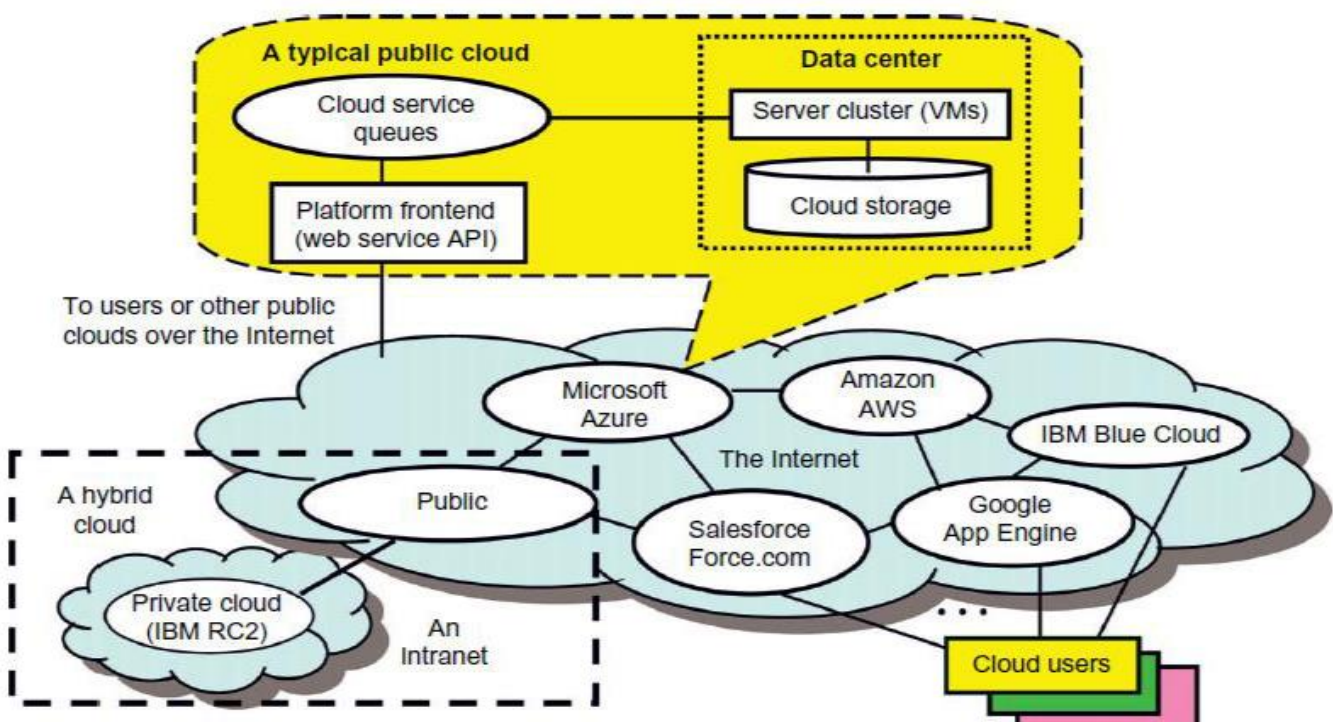 A typical public cloud
Cloud service
queues
Platform frontend
(web service API)
Data center
Server cluster (VMs)
Cloud storage
To users or other public
clouds over the Internet
Microsoft
Azure
Amazon
AWS
IBM Blue Cloud
The Internet
A hybrid
cloud
Public
Salesforce
Force.com
Google
App Engine
Private cloud
(IBM RC2)
An
Intranet
...
Cloud users